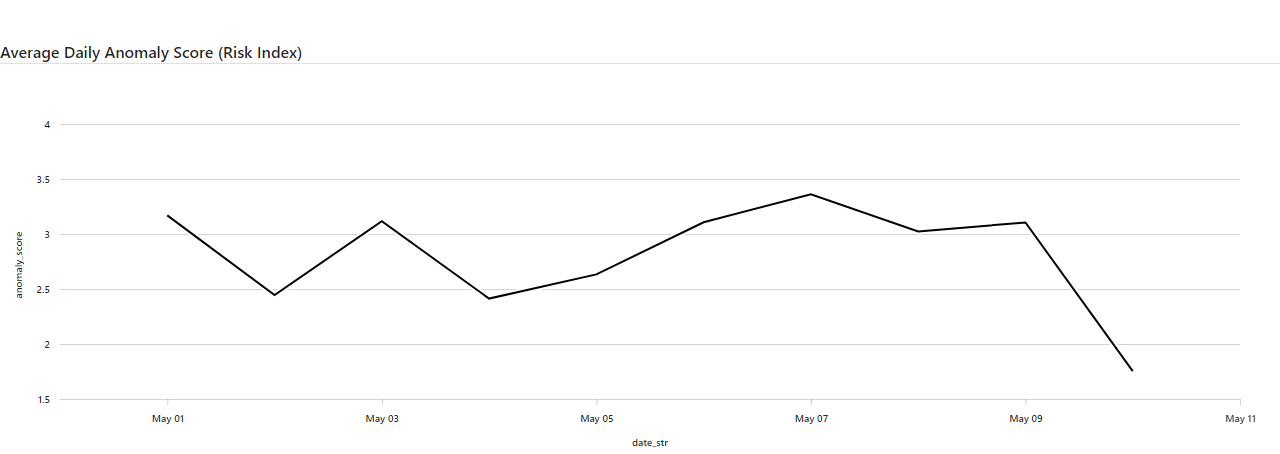 Average Daily Anomaly Score (Risk Index)
4
3.5
3
2.5
2
1.5
anomaly_score
May 01 May 03 May 05 May 07 May 09 May 11
date_str